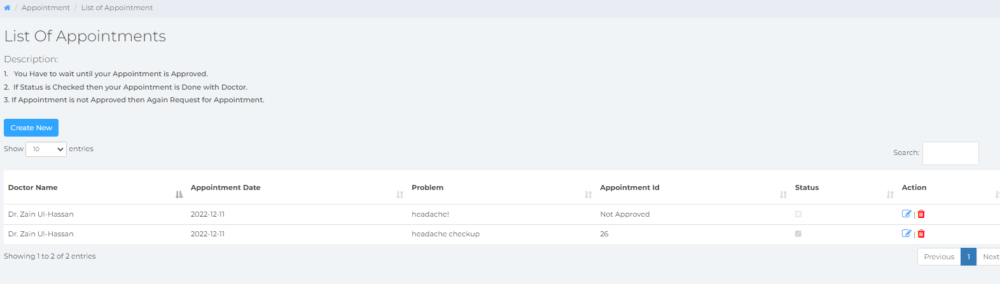 / Appointment / List of Appointment
List Of Appointments
Description:
1. You Have to wait until your Appointment is Approved.
2. If Status is Checked then your Appointment is Done with Doctor.
3. If Appointment is not Approved then Again Request for Appointment.
Create New
Show 10 entries
Search:
Doctor Name Appointment Date Problem Appointment Id Status Action
Dr. Zain Ul-Hassan 2022-12-11 headache! Not Approved |
Dr. Zain Ul-Hassan 2022-12-11 headache checkup 26 |
Showing 1 to 2 of 2 entries
Previous 1 Next